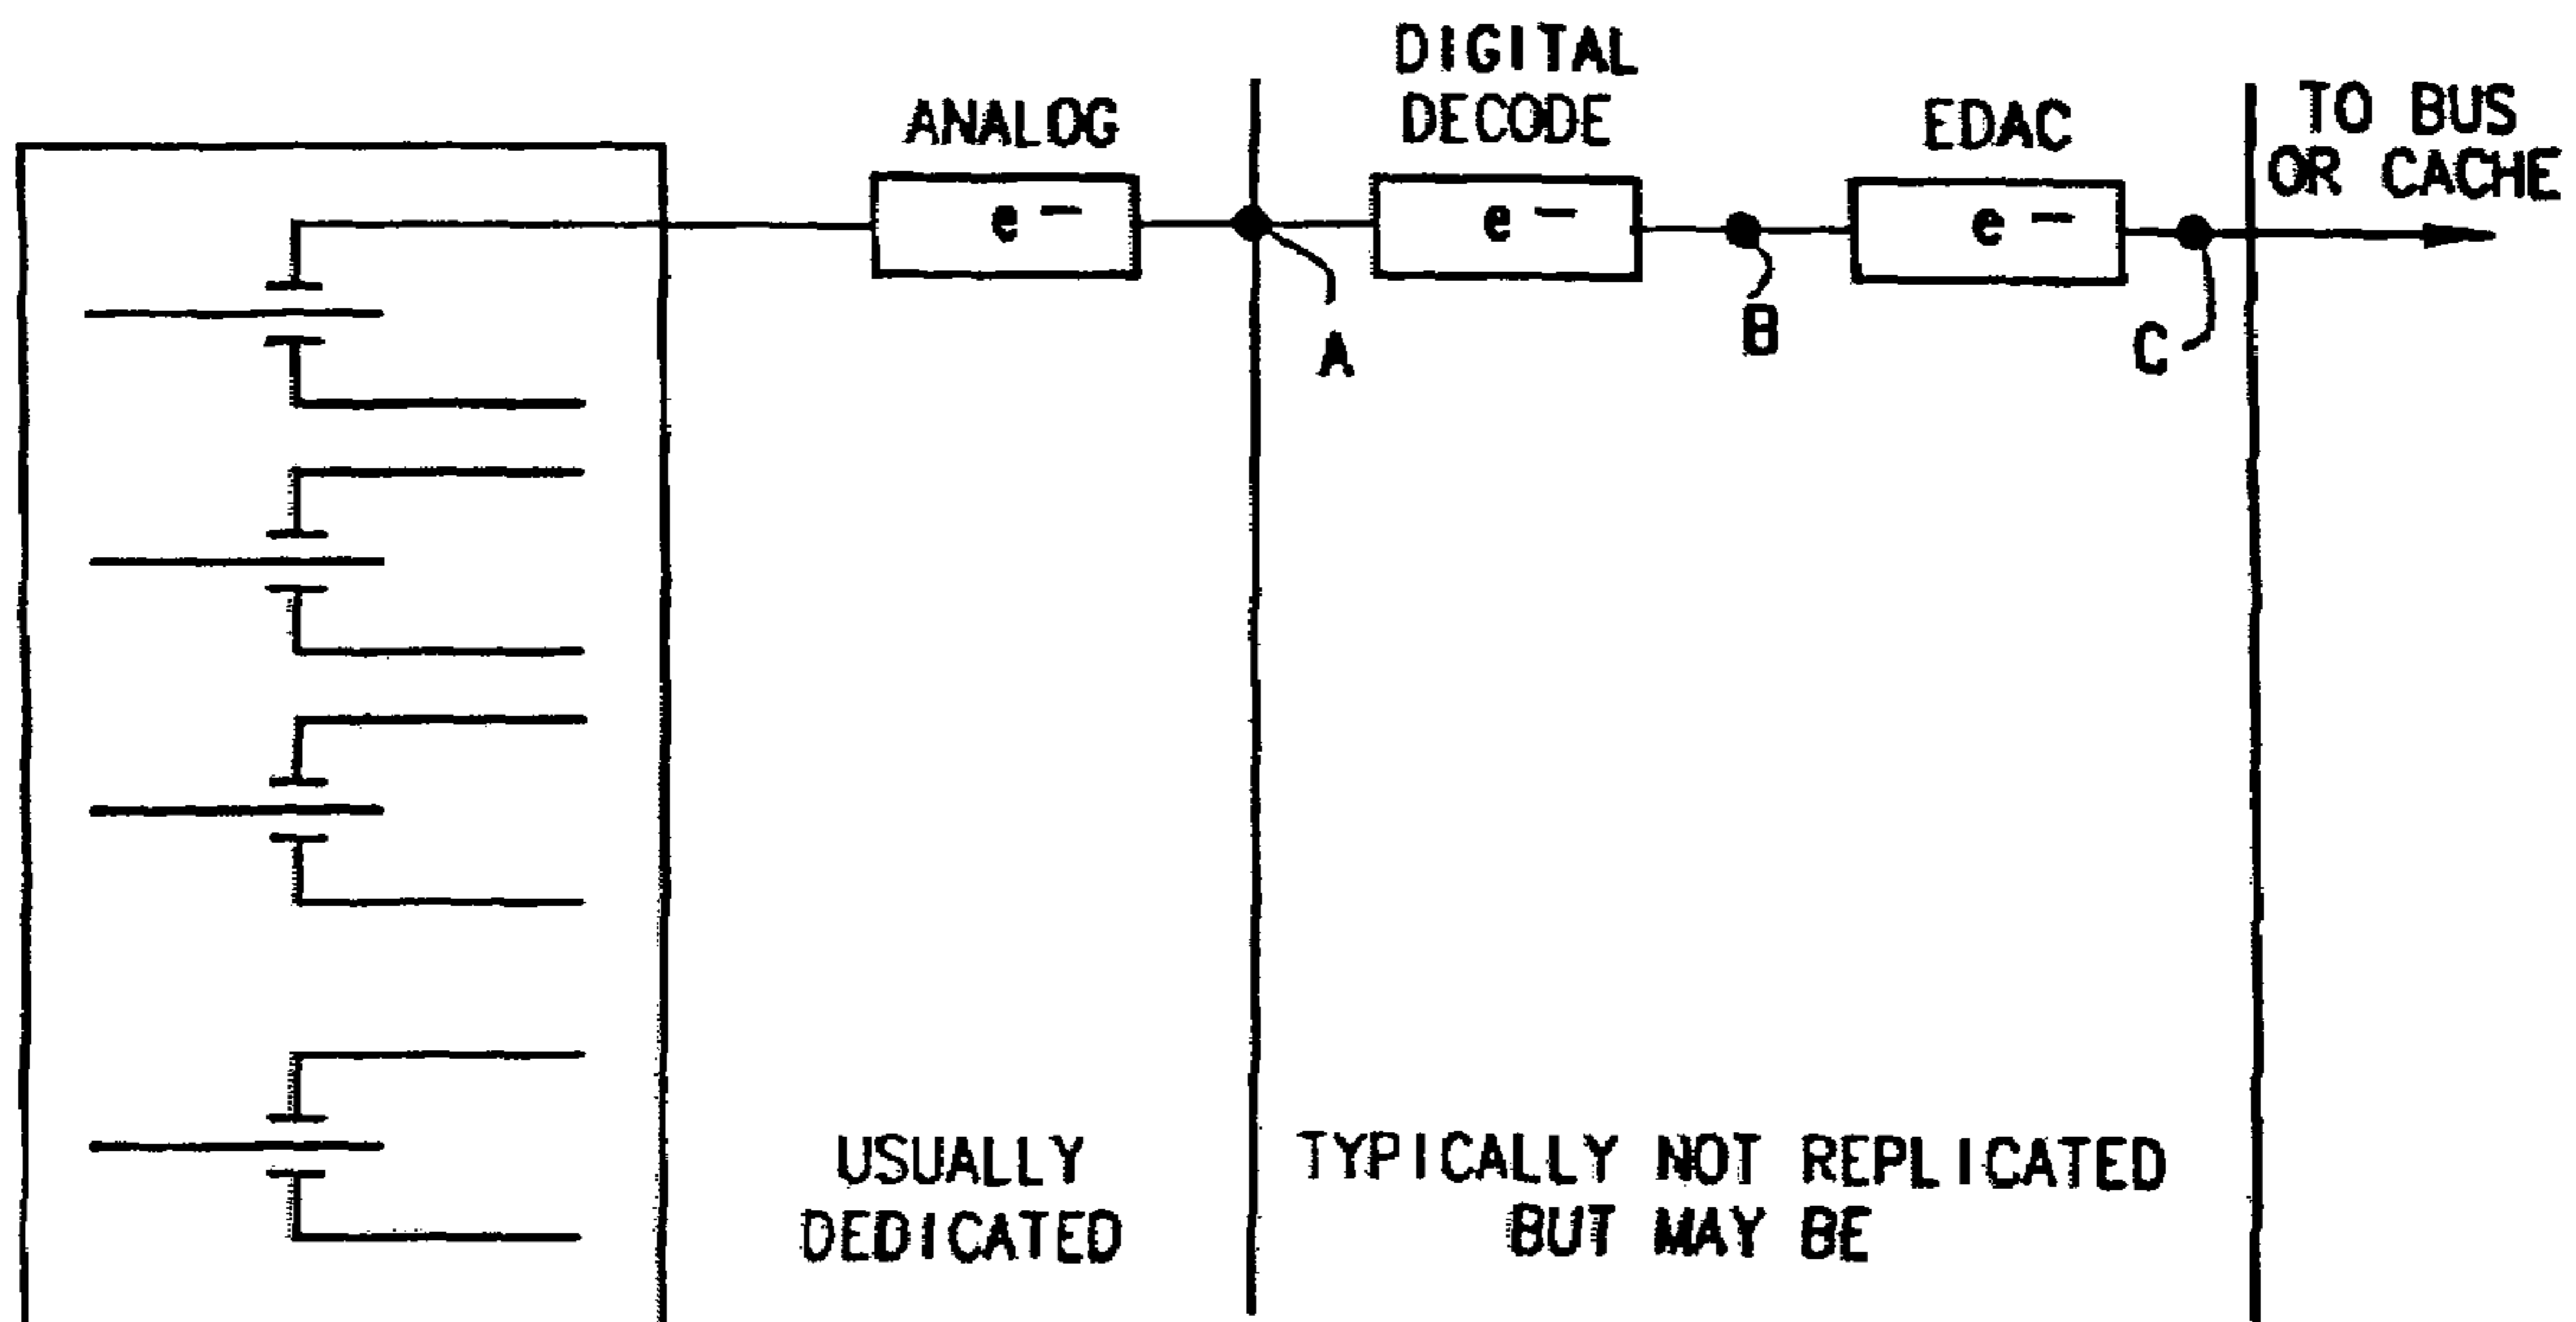 ANALOG
DIGITAL
DECODE
EDAC
TO BUS
OR CACHE
e-
e-
e-
A
B
C
USUALLY
DEDICATED
TYPICALLY NOT REPLICATED
BUT MAY BE